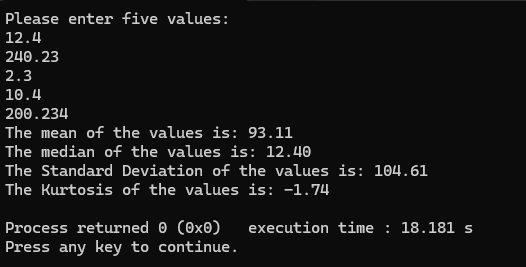 Please enter five values:
12.4
240.23
2.3
10.4
200.234
The mean of the values is: 93.11
The median of the values is: 12.40
The Standard Deviation of the values is: 104.61
The Kurtosis of the values is: -1.74
Process returned 0 (0x0)   execution time : 18.181 s
Press any key to continue.